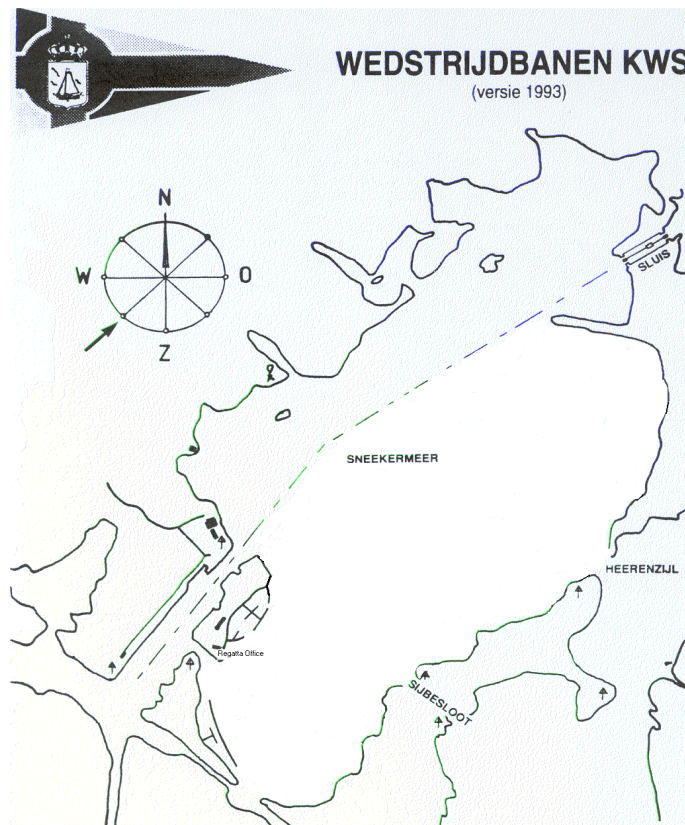 WEDSTRIJDBANEN KWS
(versie 1993)
N
W
O
Z
SLUIS
SNEEKERMEER
HEERENZIJL
Regatta Office
SIJBESLOOT